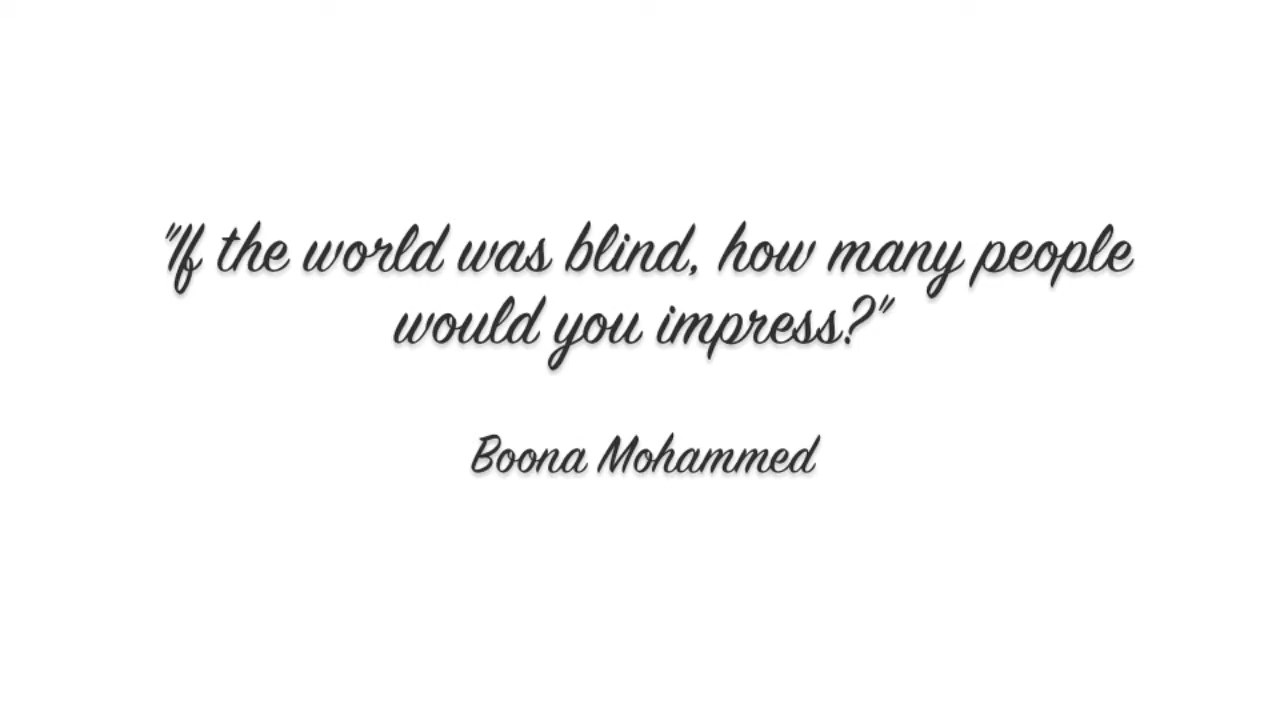 "If the world was blind, how many people
would you impress?"
Boona Mohammed